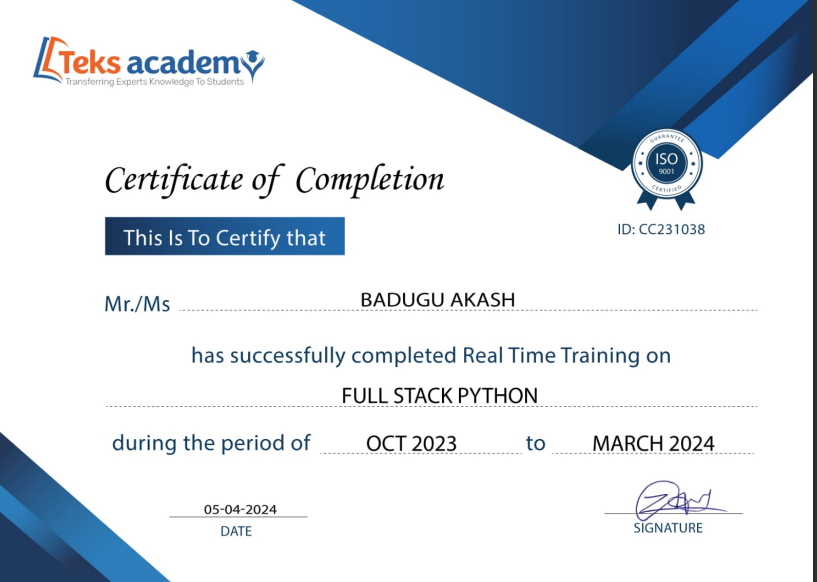 Teks academy
Transferring Experts Knowledge To Students
GUARANTEE
ISO
9001
CERTIFIED
ID: CC231038
Certificate of Completion
This Is To Certify that
Mr./Ms BADUGU AKASH
has successfully completed Real Time Training on
FULL STACK PYTHON
during the period of OCT 2023 to MARCH 2024
05-04-2024
DATE
SIGNATURE